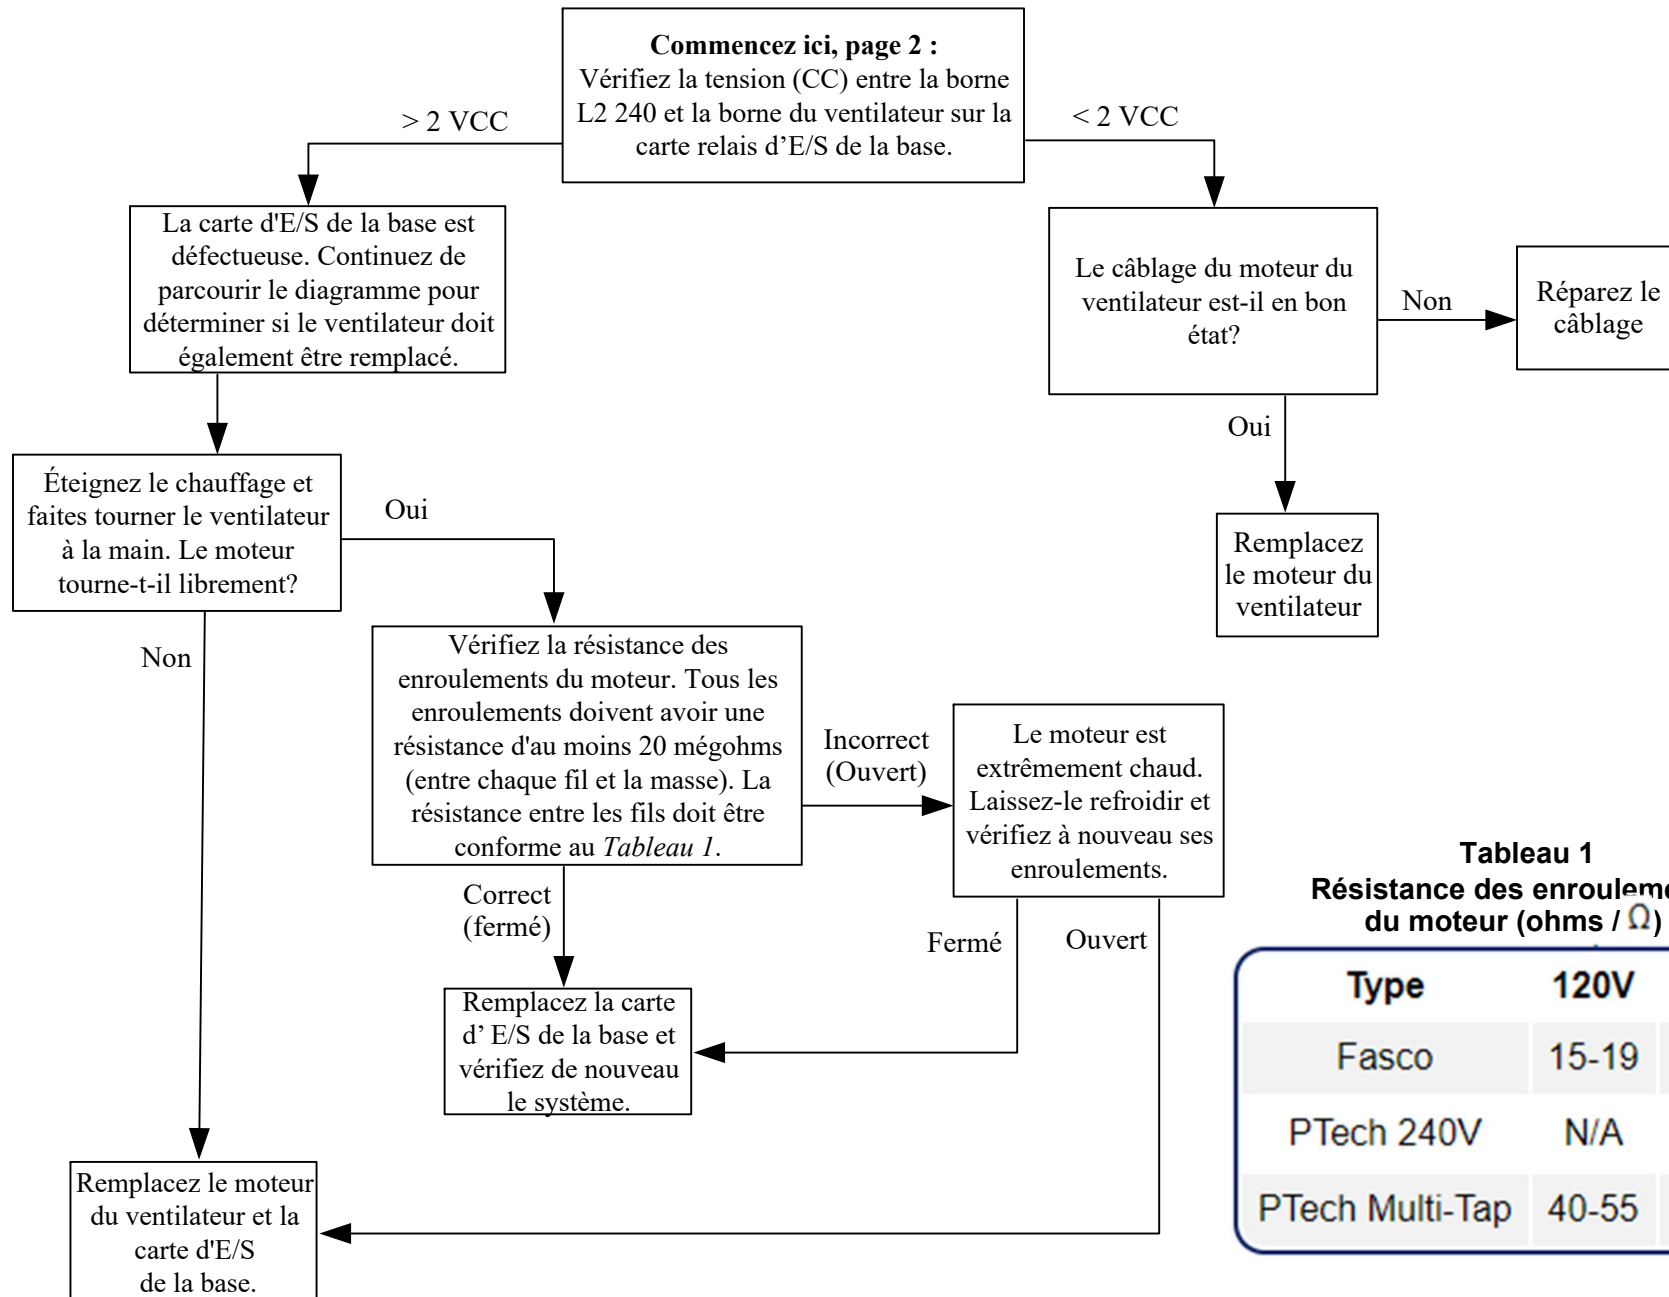 Commencez ici, page 2 :
Vérifiez la tension (CC) entre la borne
L2 240 et la borne du ventilateur sur la
carte relais d’E/S de la base.
> 2 VCC
< 2 VCC
La carte d'E/S de la base est
défectueuse. Continuez de
parcourir le diagramme pour
déterminer si le ventilateur doit
également être remplacé.
Le câblage du moteur du
ventilateur est-il en bon
état?
Non
Réparez le
câblage
Oui
Remplacez
le moteur du
ventilateur
Éteignez le chauffage et
faites tourner le ventilateur
à la main. Le moteur
tourne-t-il librement?
Oui
Non
Vérifiez la résistance des
enroulements du moteur. Tous les
enroulements doivent avoir une
résistance d'au moins 20 mégohms
(entre chaque fil et la masse). La
résistance entre les fils doit être
conforme au Tableau 1.
Incorrect
(Ouvert)
Le moteur est
extrêmement chaud.
Laissez-le refroidir et
vérifiez à nouveau ses
enroulements.
Correct
(fermé)
Fermé
Ouvert
Remplacez la carte
d’ E/S de la base et
vérifiez de nouveau
le système.
Remplacez le moteur
du ventilateur et la
carte d'E/S
de la base.
Tableau 1
Résistance des
du moteur (ohms / Ω)
Type 120V
Fasco 15-19
PTech 240V N/A
PTech Multi-Tap 40-55